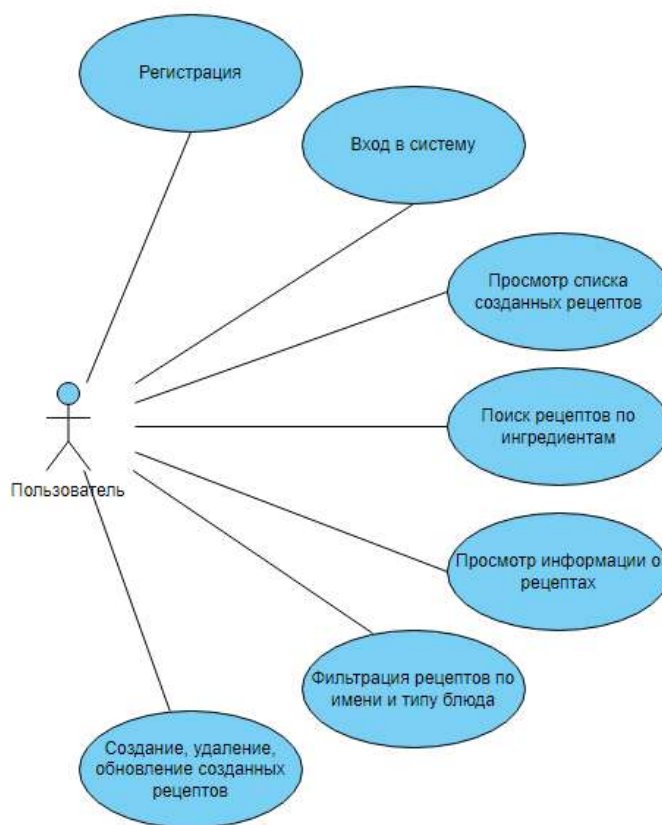 Регистрация
Вход в систему
Просмотр списка
созданных рецептов
Поиск рецептов по
ингредиентам
Пользователь
Просмотр информации о
рецептах
Фильтрация рецептов по
имени и типу блюда
Создание, удаление,
обновление созданных
рецептов